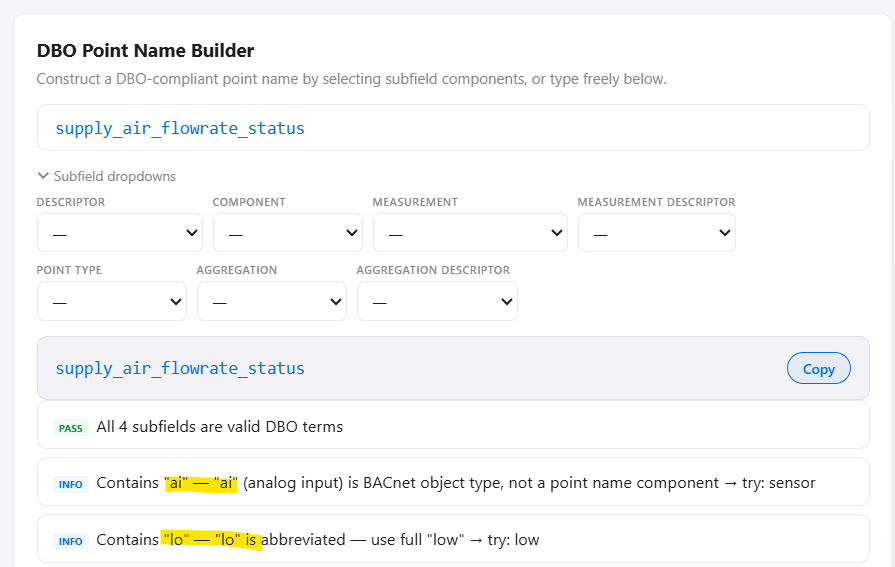 DBO Point Name Builder
Construct a DBO-compliant point name by selecting subfield components, or type freely below.
supply_air_flowrate_status
Subfield dropdowns
DESCRIPTOR COMPONENT MEASUREMENT MEASUREMENT DESCRIPTOR
— — — —
POINT TYPE AGGREGATION AGGREGATION DESCRIPTOR
— — —
supply_air_flowrate_status Copy
PASS All 4 subfields are valid DBO terms
INFO Contains "ai" — "ai" (analog input) is BACnet object type, not a point name component → try: sensor
INFO Contains "lo" — "lo" is abbreviated — use full "low" → try: low